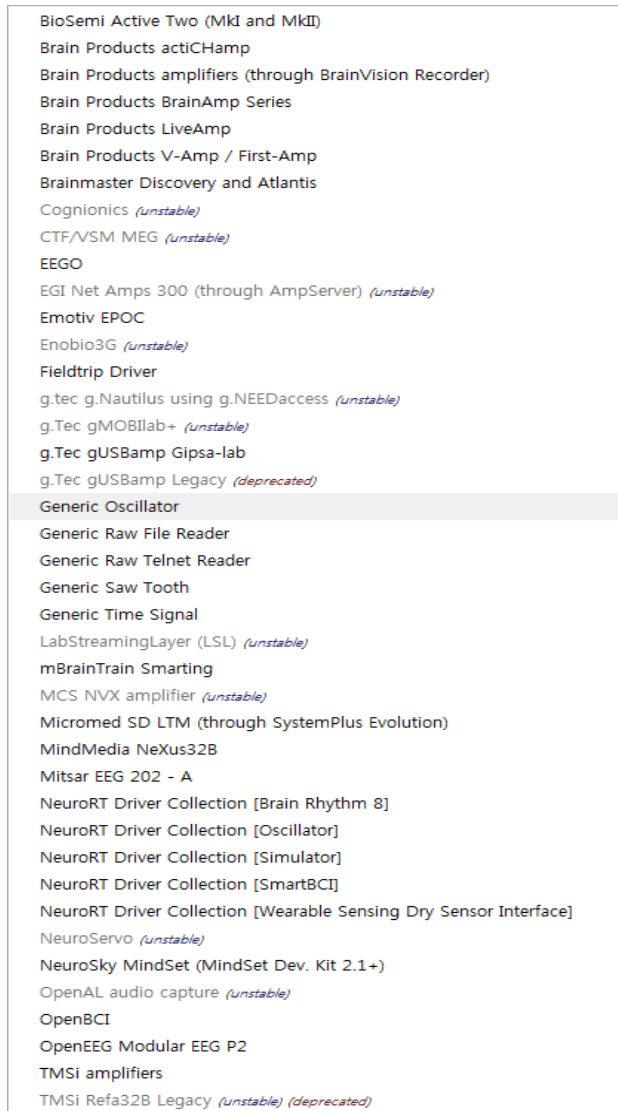 BioSemi Active Two (MkI and MkII)
Brain Products actiCHamp
Brain Products amplifiers (through BrainVision Recorder)
Brain Products BrainAmp Series
Brain Products LiveAmp
Brain Products V-Amp / First-Amp
Brainmaster Discovery and Atlantis
Cognionics (unstable)
CTF/VSM MEG (unstable)
EEGO
EGI Net Amps 300 (through AmpServer) (unstable)
Emotiv EPOC
Enobio3G (unstable)
Fieldtrip Driver
g.tec g.Nautilus using g.NEEDaccess (unstable)
g.Tec gMOBIlab+ (unstable)
g.Tec gUSBamp Gipsa-lab
g.Tec gUSBamp Legacy (deprecated)
Generic Oscillator
Generic Raw File Reader
Generic Raw Telnet Reader
Generic Saw Tooth
Generic Time Signal
LabStreamingLayer (LSL) (unstable)
mBrainTrain Smarting
MCS NVX amplifier (unstable)
Micromed SD LTM (through SystemPlus Evolution)
MindMedia NeXus32B
Mitsar EEG 202 - A
NeuroRT Driver Collection [Brain Rhythm 8]
NeuroRT Driver Collection [Oscillator]
NeuroRT Driver Collection [Simulator]
NeuroRT Driver Collection [SmartBCI]
NeuroRT Driver Collection [Wearable Sensing Dry Sensor Interface]
NeuroServo (unstable)
NeuroSky MindSet (MindSet Dev. Kit 2.1+)
OpenAL audio capture (unstable)
OpenBCI
OpenEEG Modular EEG P2
TMSi amplifiers
TMSi Refa32B Legacy (unstable) (deprecated)